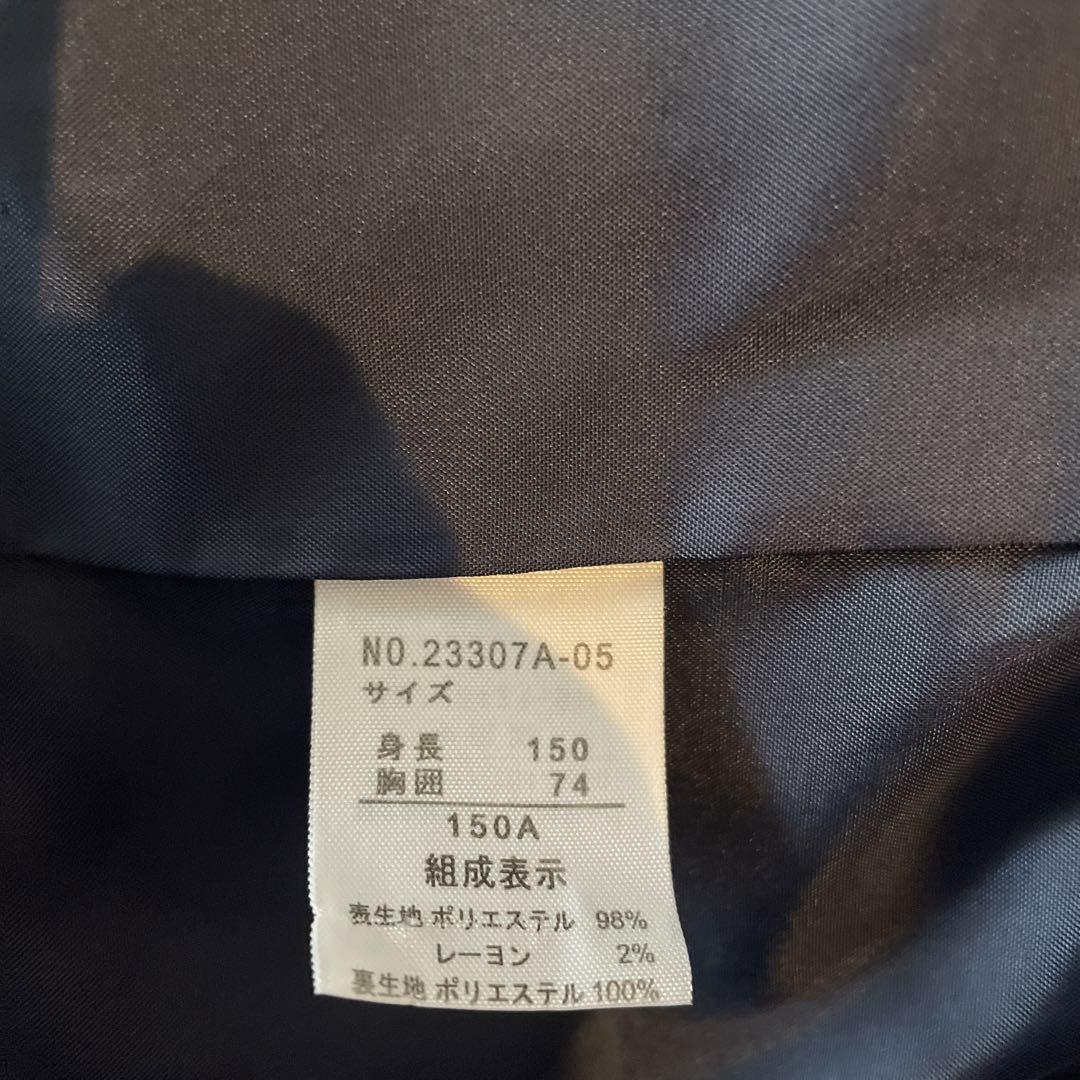 NO.23307A-05
サイズ
身長 150
胸囲 74
150A
組成表示
表生地 ポリエステル 98%
レーヨン 2%
裏生地 ポリエステル 100%